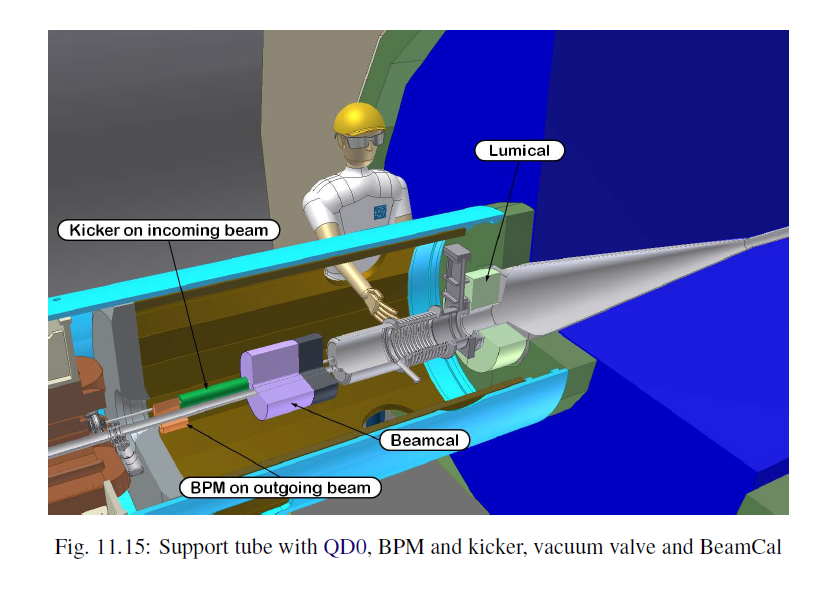 Lumical
Kicker on incoming beam
Beamcal
BPM on outgoing beam
Fig. 11.15: Support tube with QD0, BPM and kicker, vacuum valve and BeamCal